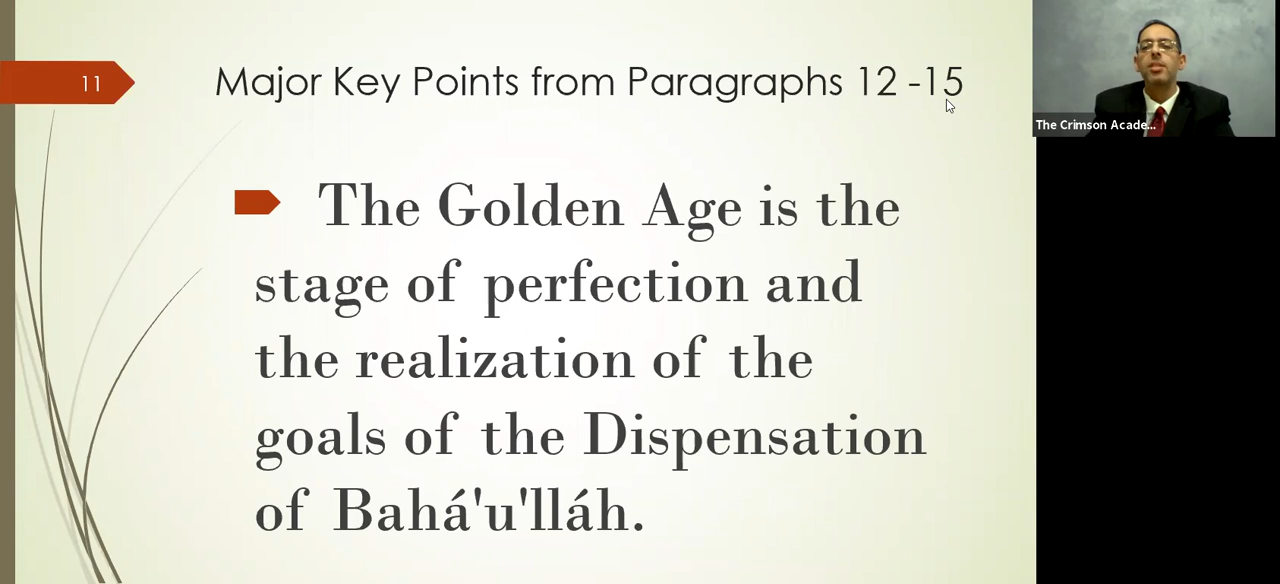 11
Major Key Points from Paragraphs 12 -15
The Golden Age is the
stage of perfection and
the realization of the
goals of the Dispensation
of Bahá'u'lláh.
The Crimson Acade...